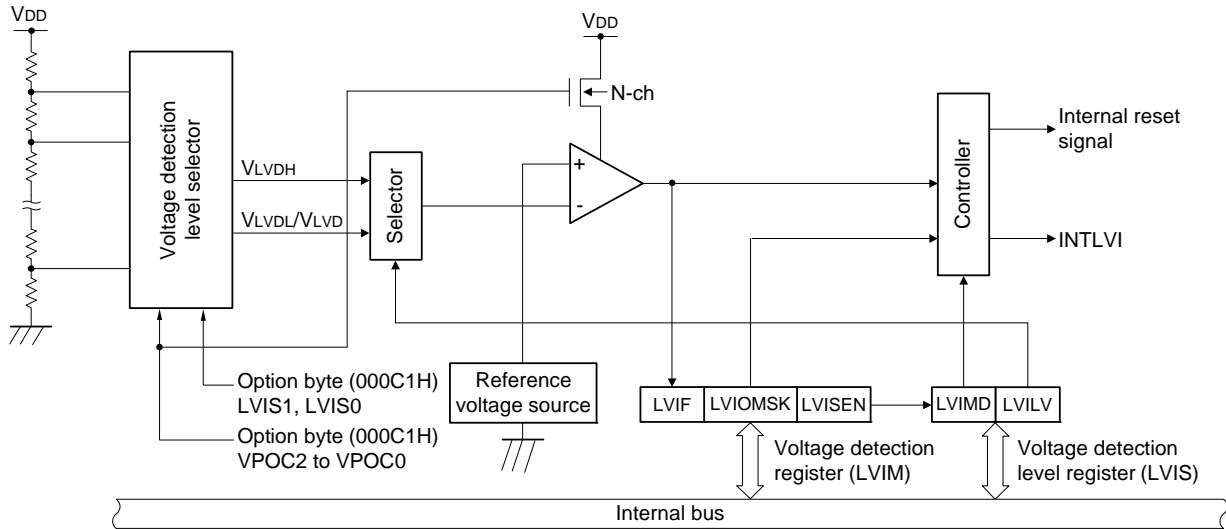 VDD
VDD
N-ch
Voltage detection
level selector
VLVDH
VLVDL/VLVD
Selector
+
-
Controller
Internal reset
signal
INTLVI
Option byte (000C1H)
LVIS1, LVIS0
Option byte (000C1H)
VPOC2 to VPOC0
Reference
voltage source
LVIF
LVIOMSK
LVISEN
LVIMD
LVILV
Voltage detection
register (LVIM)
Voltage detection
level register (LVIS)
Internal bus